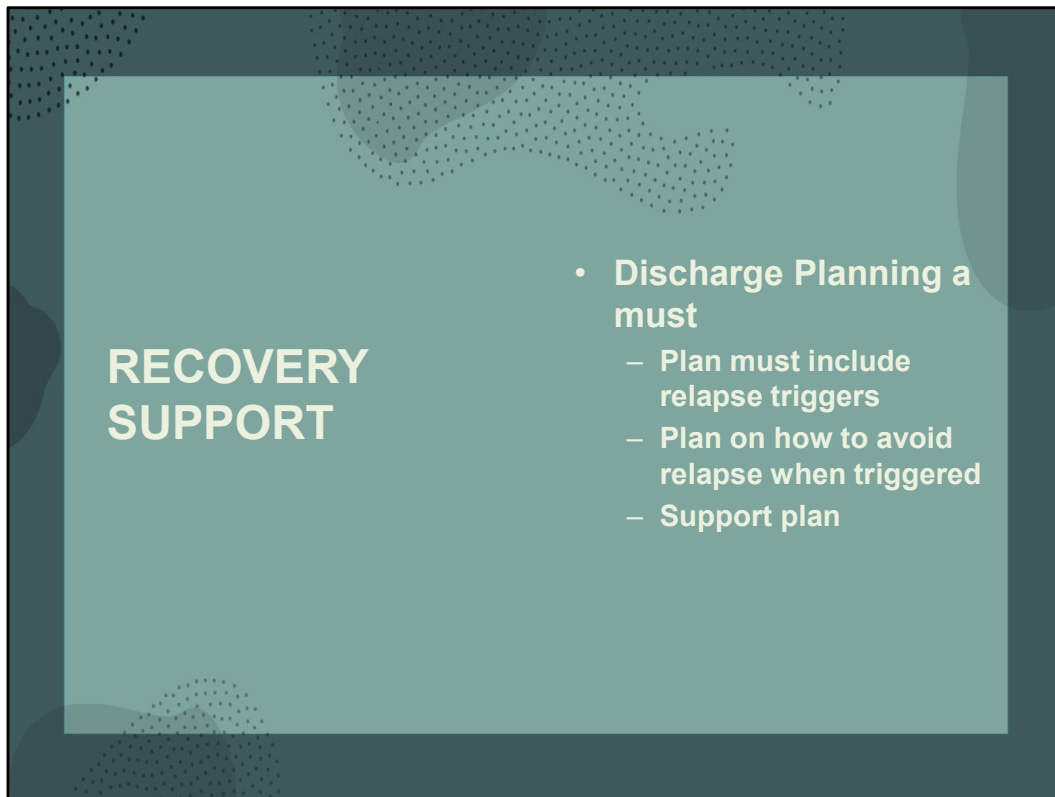 RECOVERY
SUPPORT
• Discharge Planning a
must
– Plan must include
relapse triggers
– Plan on how to avoid
relapse when triggered
– Support plan